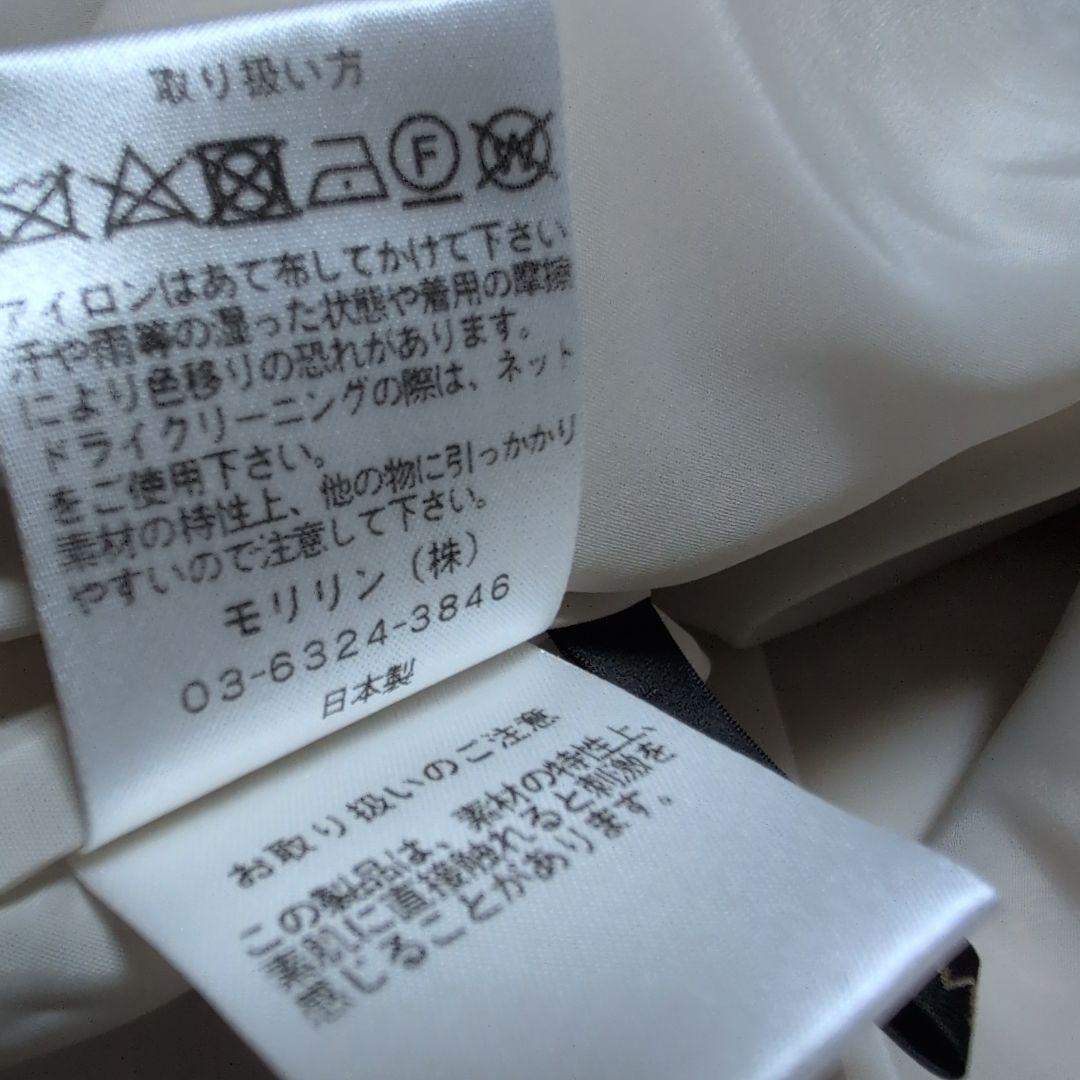 取り扱い方
F W
アイロンはあて布してかけて下さい
汗や雨等の湿った状態や着用の摩擦
により色移りの恐れがあります。
ドライクリーニングの際は、ネット
をご使用下さい。
素材の特性上、他の物に引っかかり
やすいので注意して下さい。
モリリン（株）
03-6324-3846
日本製
お取り扱いのご注意
この製品は、素材の特性上、
素肌に直接触れると刺激を
感じることがあります。